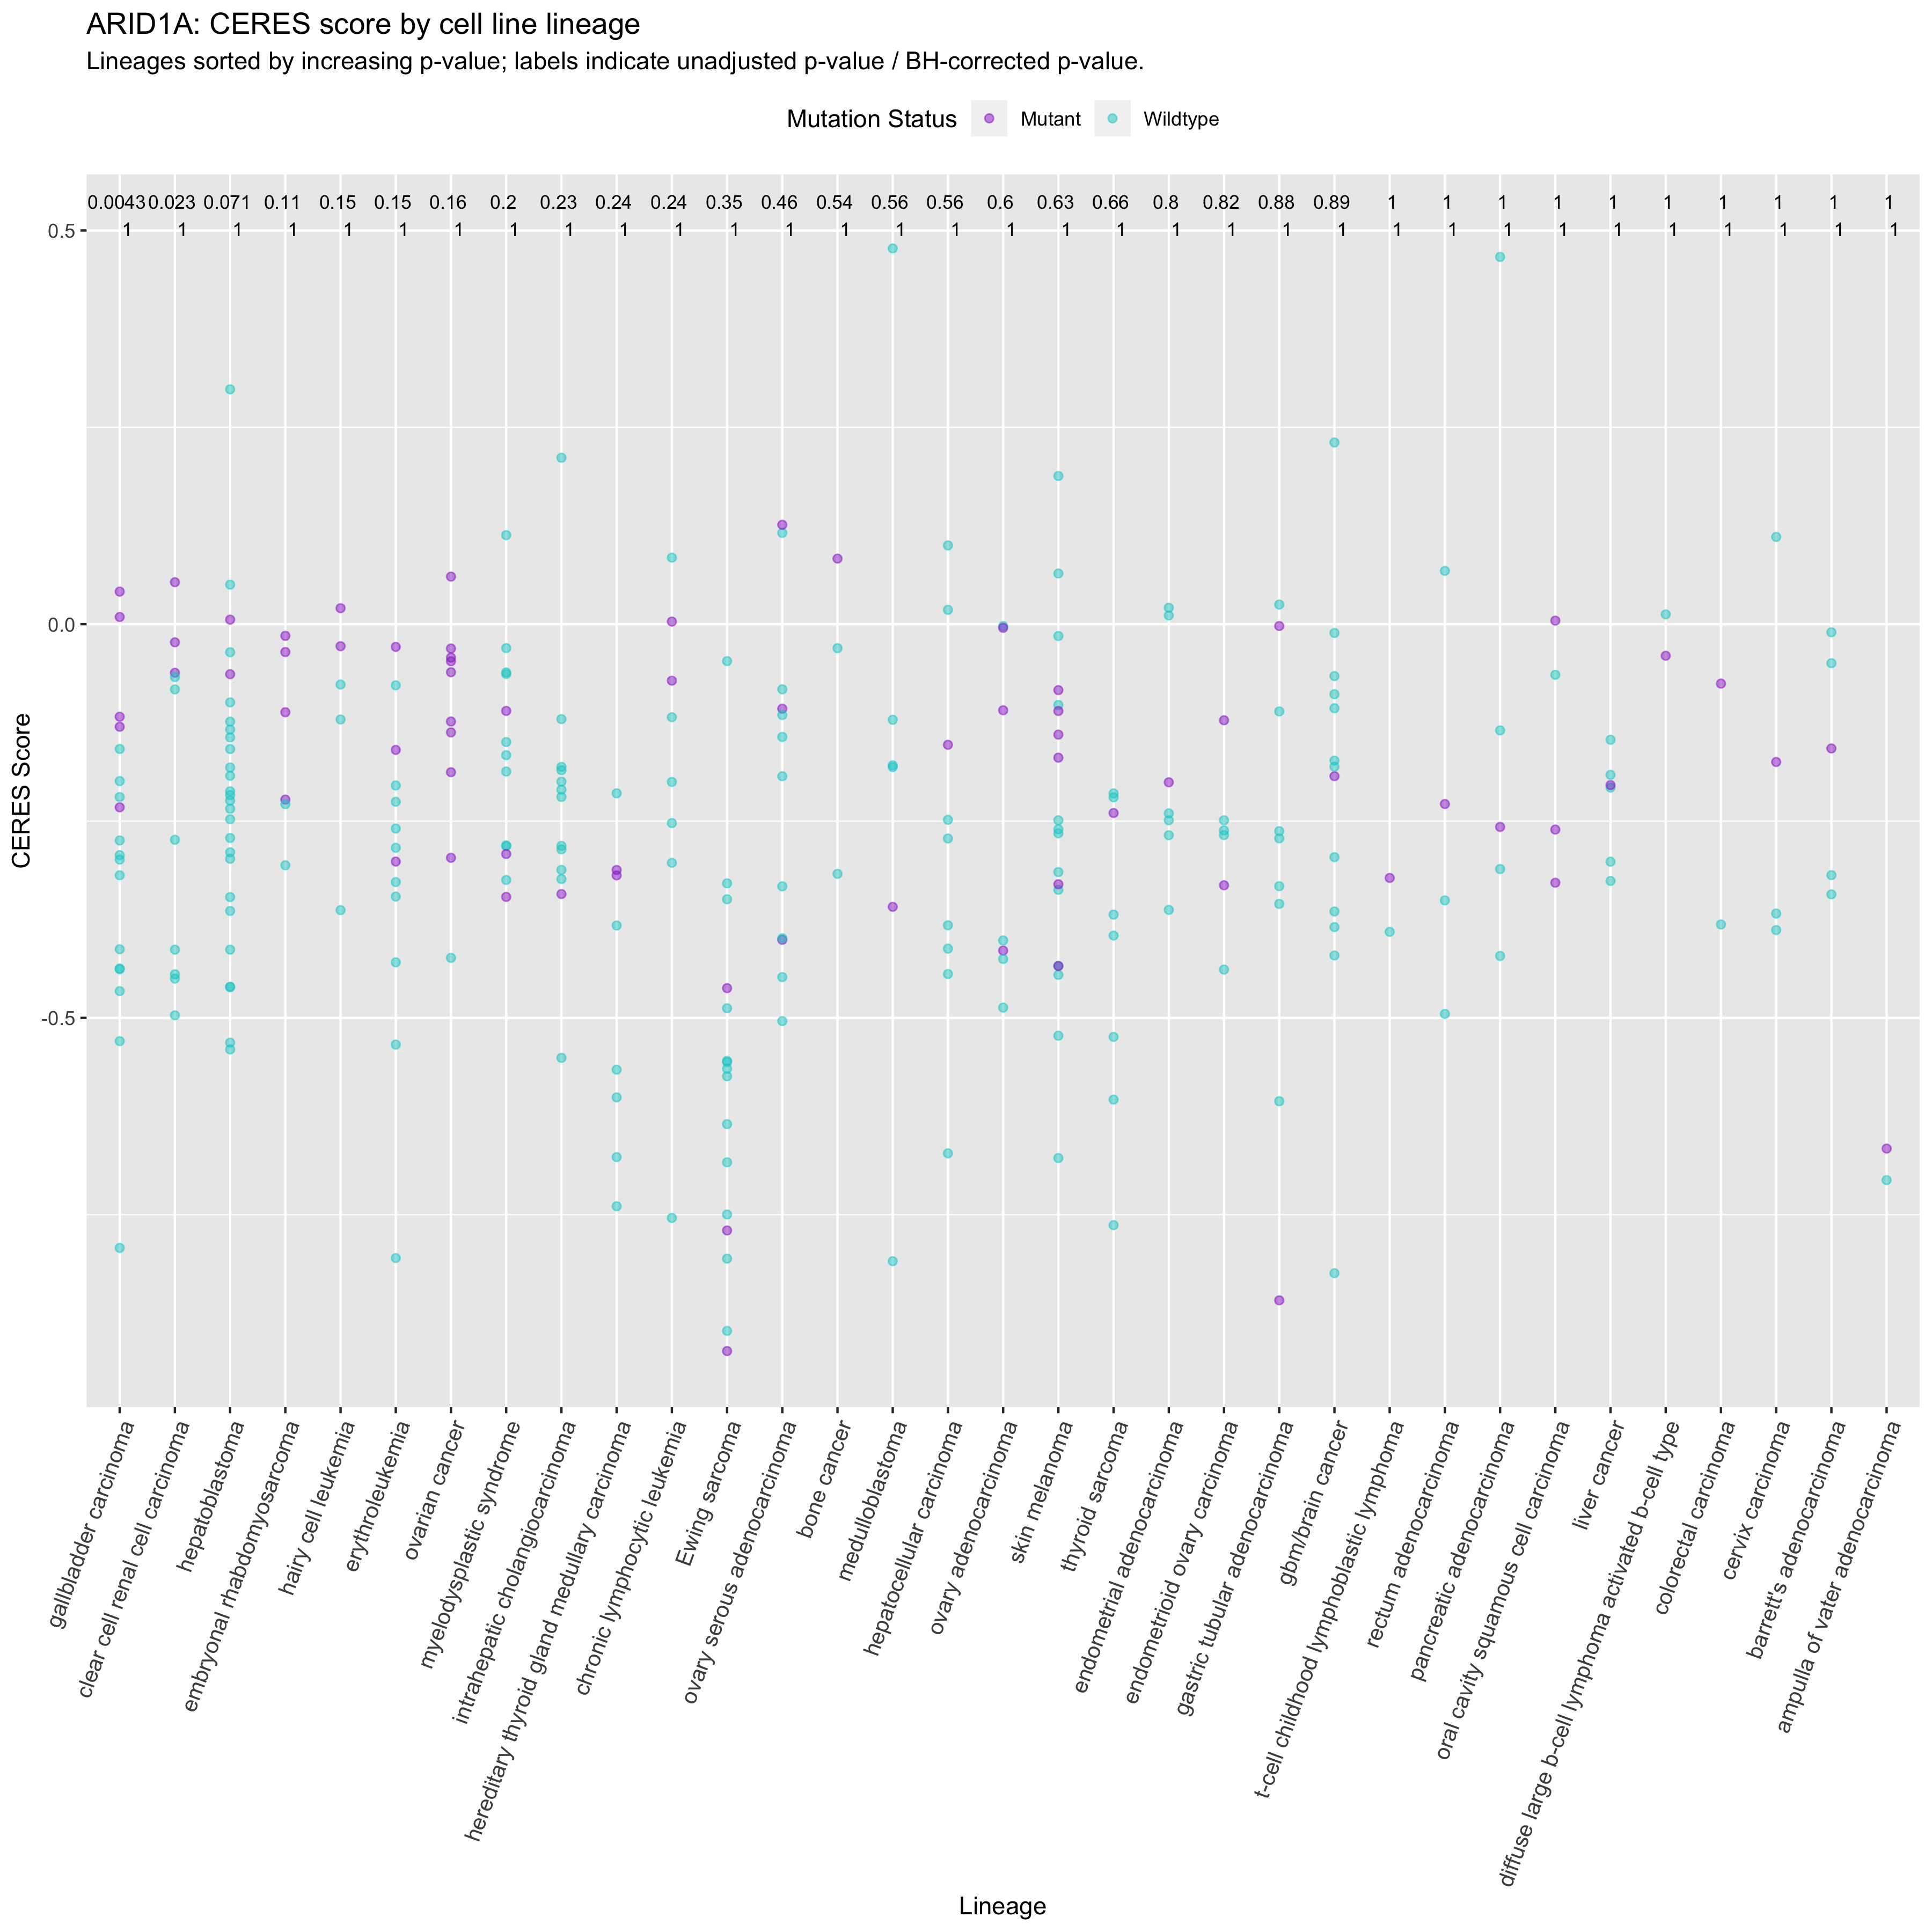 ARID1A: CERES score by cell line lineage
Lineages sorted by increasing p-value; labels indicate unadjusted p-value / BH-corrected p-value.
Mutation Status Mutant Wildtype
0.0043 0.023 0.071 0.11 0.15 0.15 0.16 0.2 0.23 0.24 0.24 0.35 0.46 0.54 0.56 0.56 0.6 0.63 0.66 0.8 0.82 0.88 0.89 1 1 1 1 1 1 1 1 1 1
1 1 1 1 1 1 1 1 1 1 1 1 1 1 1 1 1 1 1 1 1 1 1 1 1 1 1 1 1 1 1 1 1
0.5
0.0
-0.5
CERES Score
gallbladder carcinoma
clear cell renal cell carcinoma
hepatoblastoma
embryonal rhabdomyosarcoma
hairy cell leukemia
erythroleukemia
ovarian cancer
myelodysplastic syndrome
intrahepatic cholangiocarcinoma
hereditary thyroid gland medullary carcinoma
chronic lymphocytic leukemia
Ewing sarcoma
ovary serous adenocarcinoma
bone cancer
medulloblastoma
hepatocellular carcinoma
ovary adenocarcinoma
skin melanoma
thyroid sarcoma
endometrial adenocarcinoma
endometrioid ovary carcinoma
gastric tubular adenocarcinoma
gbm/brain cancer
t-cell childhood lymphoblastic lymphoma
rectum adenocarcinoma
pancreatic adenocarcinoma
oral cavity squamous cell carcinoma
liver cancer
diffuse large b-cell lymphoma activated b-cell type
colorectal carcinoma
cervix carcinoma
barrett's adenocarcinoma
ampulla of vater adenocarcinoma
Lineage